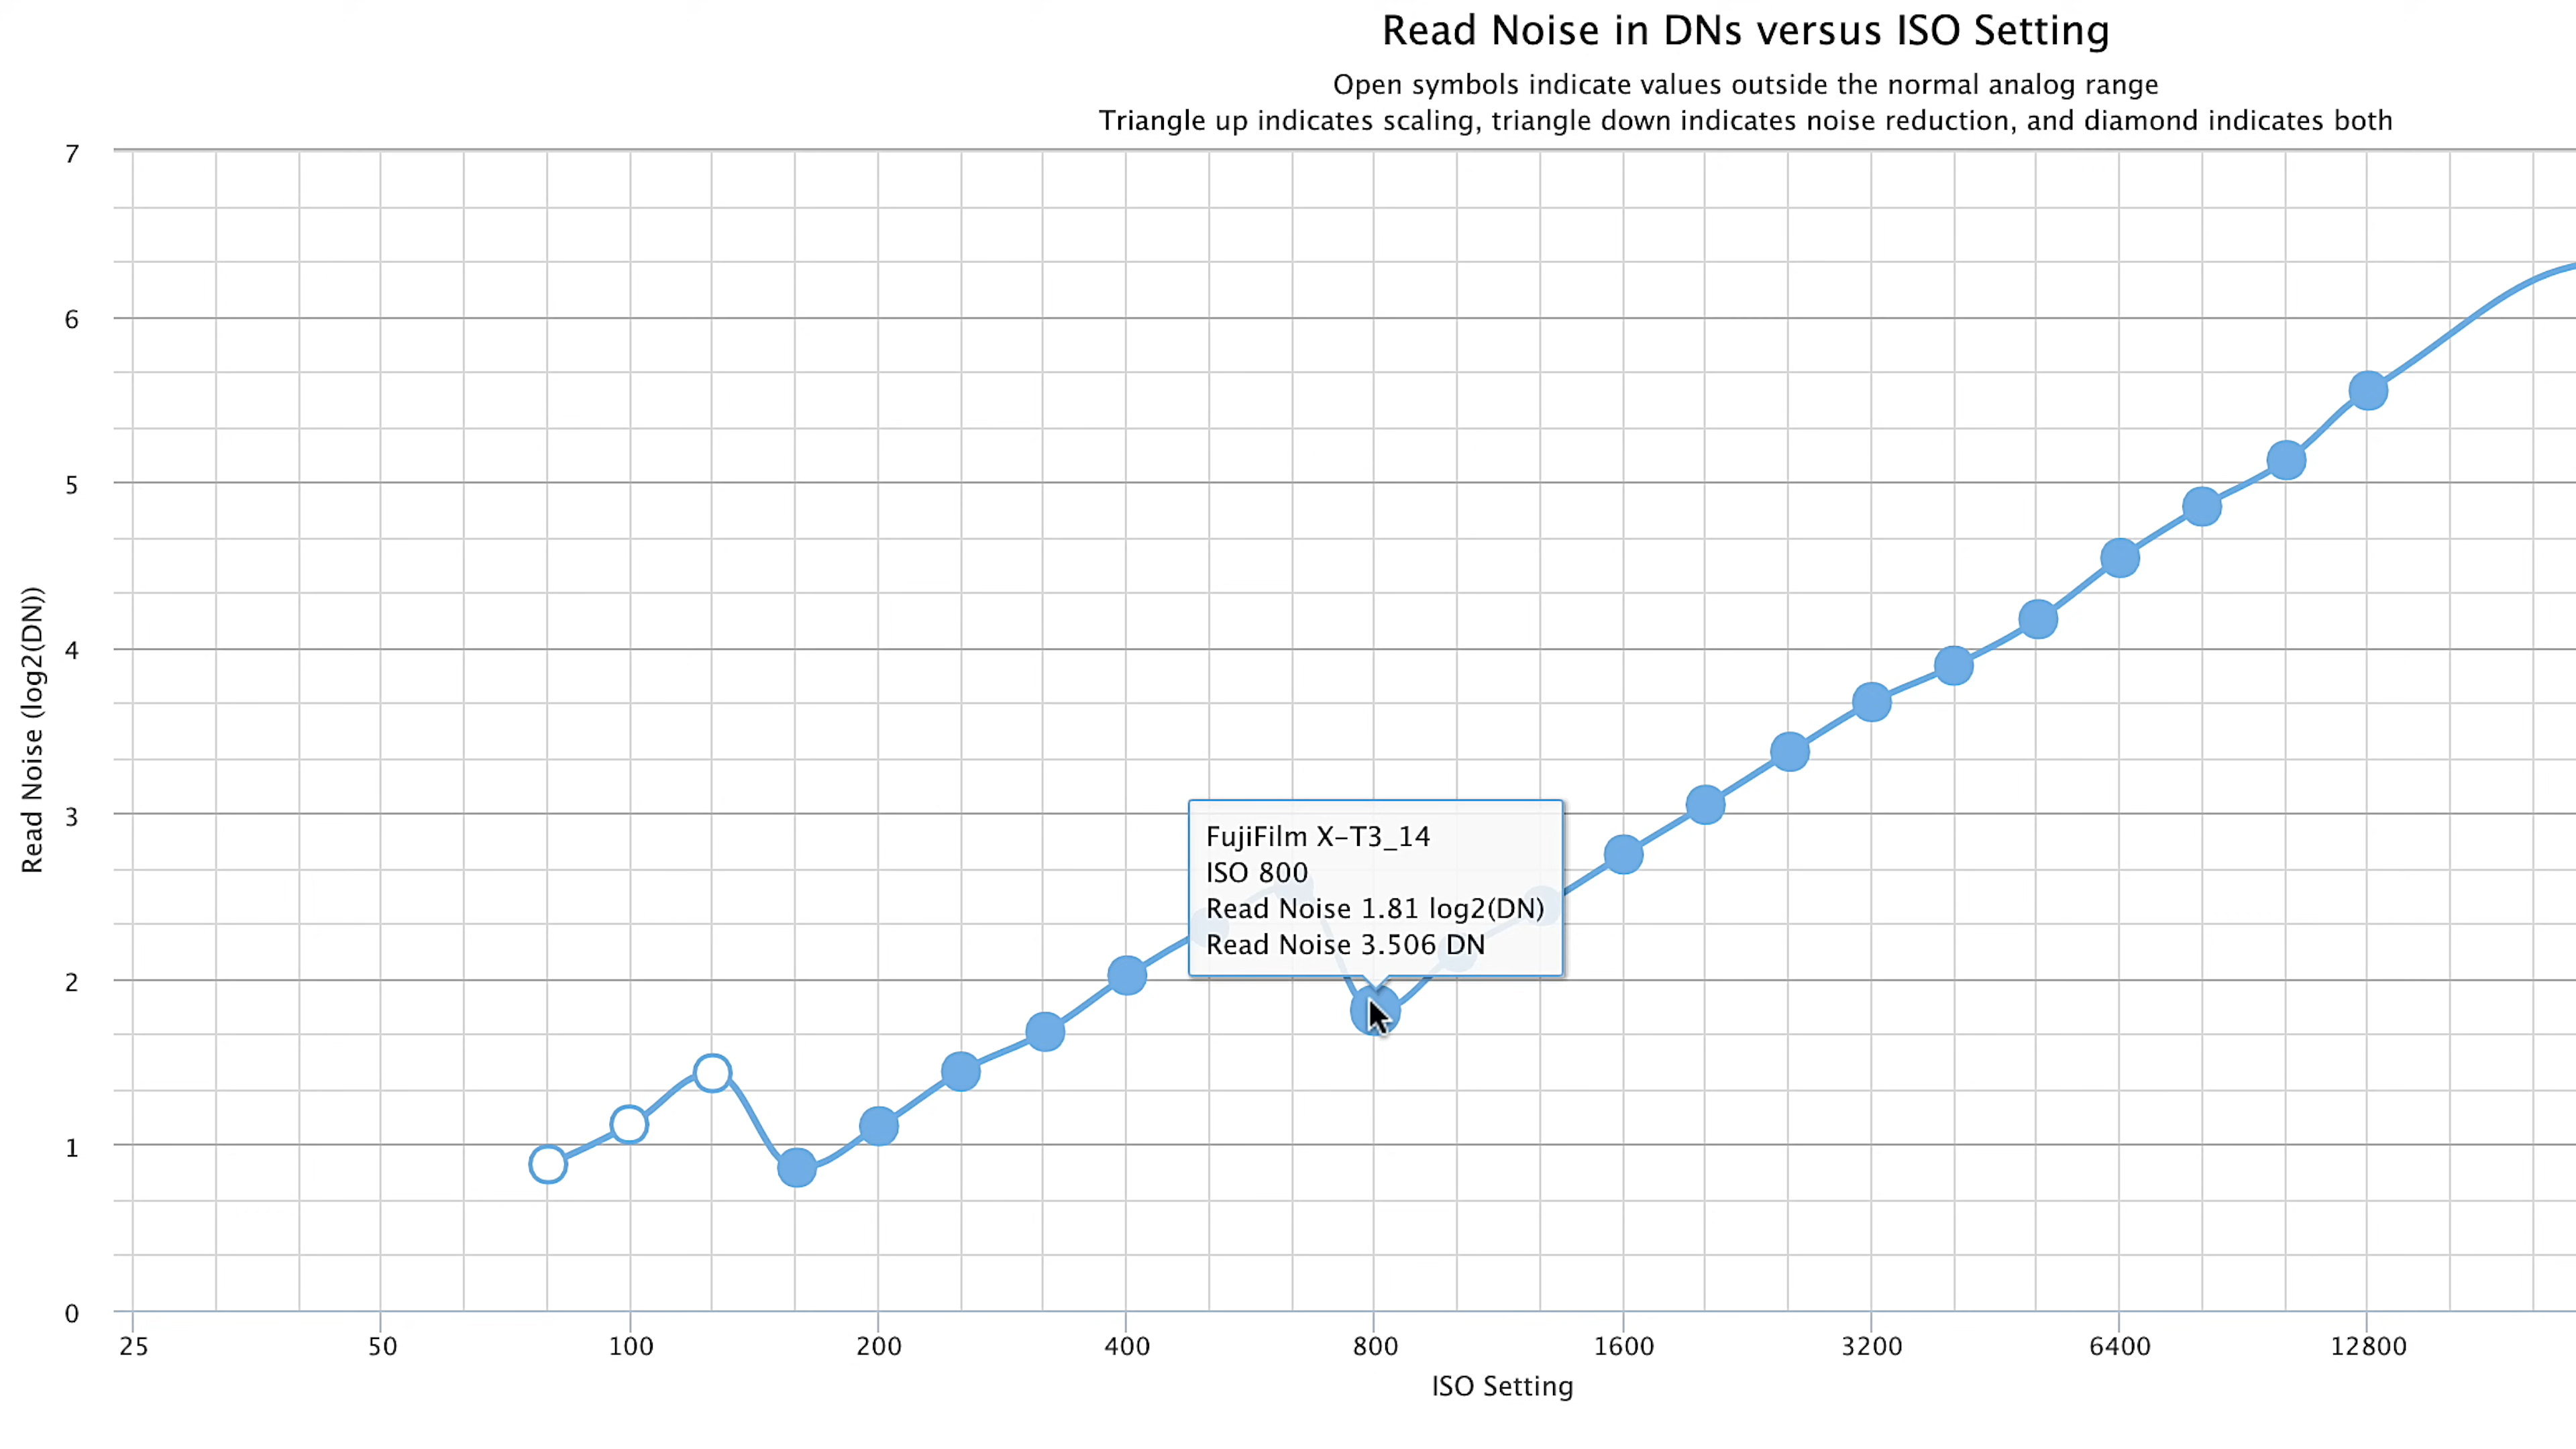 Read Noise in DNs versus ISO Setting
Open symbols indicate values outside the normal analog range
Triangle up indicates scaling, triangle down indicates noise reduction, and diamond indicates both
7
6
5
4
3
2
1
0
Read Noise (log2(DN))
FujiFilm X-T3_14
ISO 800
Read Noise 1.81 log2(DN)
Read Noise 3.506 DN
25 50 100 200 400 800 1600 3200 6400 12800
ISO Setting